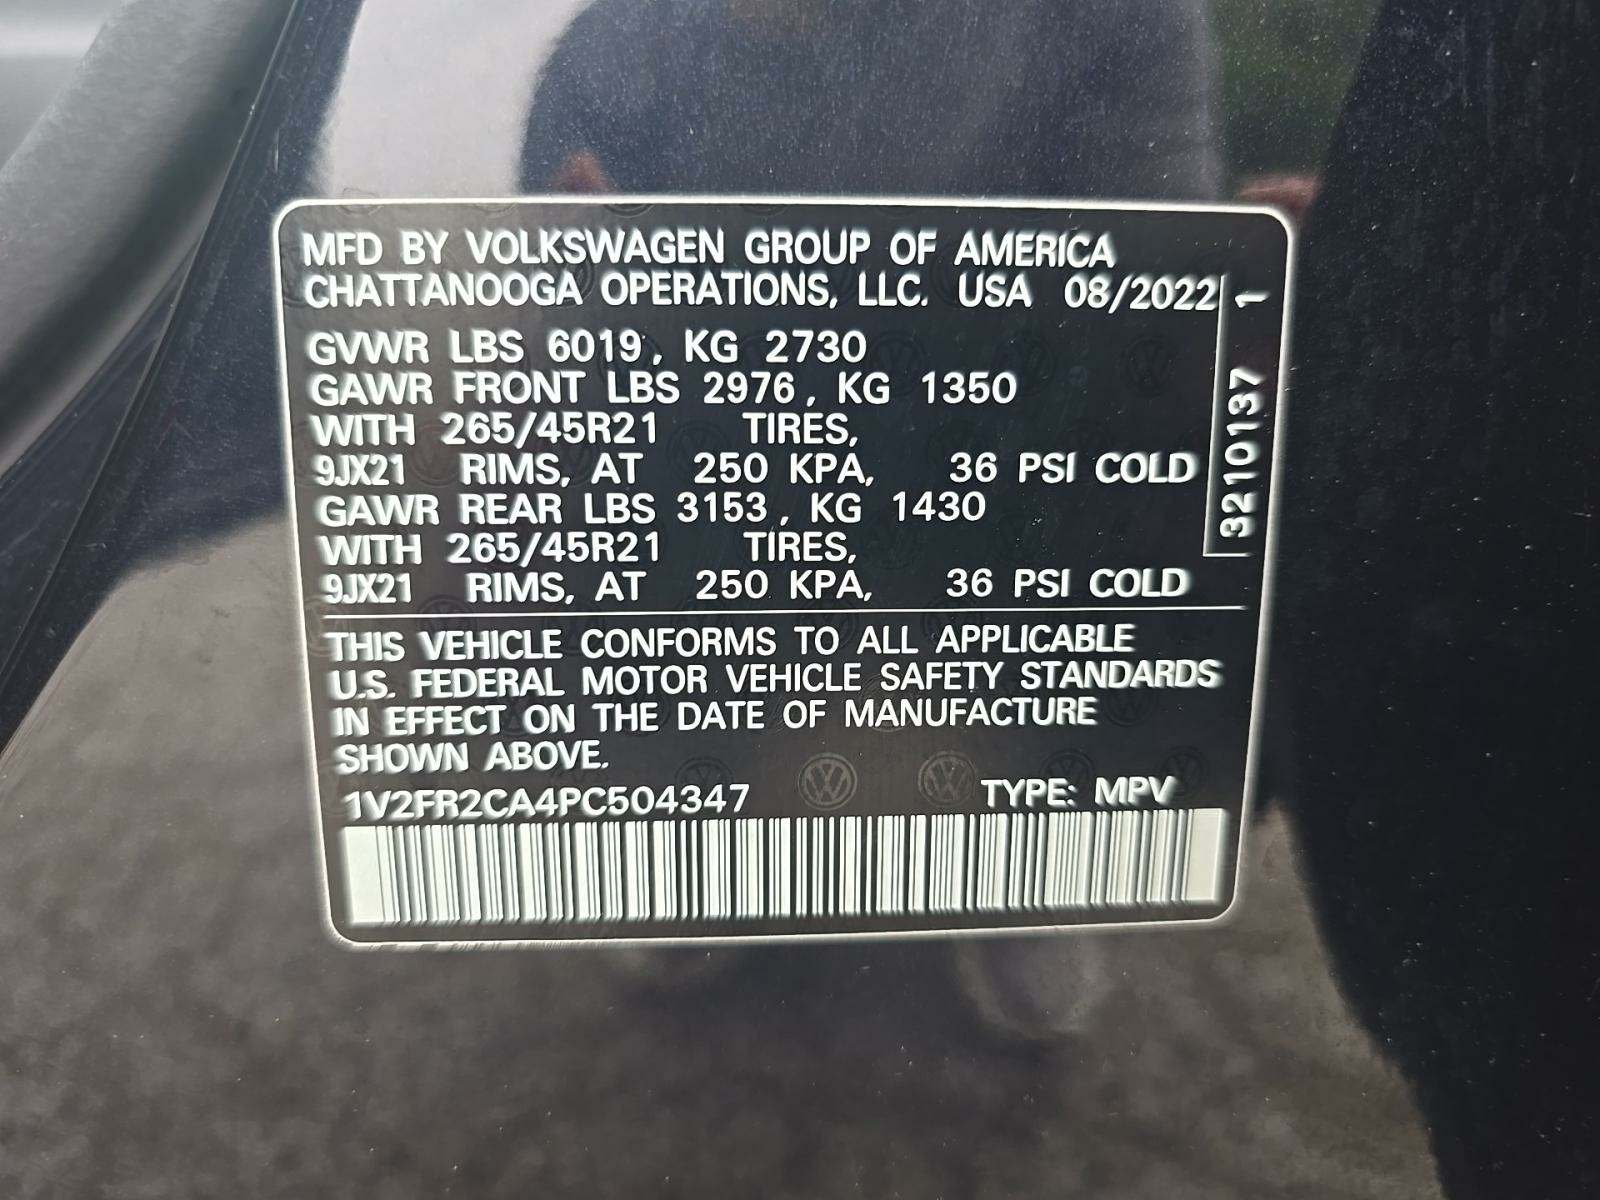 MFD BY VOLKSWAGEN GROUP OF AMERICA
CHATTANOOGA OPERATIONS, LLC. USA 08/2022
GVWR LBS 6019, KG 2730
GAWR FRONT LBS 2976, KG 1350
WITH 265/45R21 TIRES,
9JX21 RIMS, AT 250 KPA, 36 PSI COLD
GAWR REAR LBS 3153, KG 1430
WITH 265/45R21 TIRES,
9JX21 RIMS, AT 250 KPA, 36 PSI COLD
3210137 1
THIS VEHICLE CONFORMS TO ALL APPLICABLE
U.S. FEDERAL MOTOR VEHICLE SAFETY STANDARDS
IN EFFECT ON THE DATE OF MANUFACTURE
SHOWN ABOVE.
1V2FR2CA4PC504347 TYPE: MPV